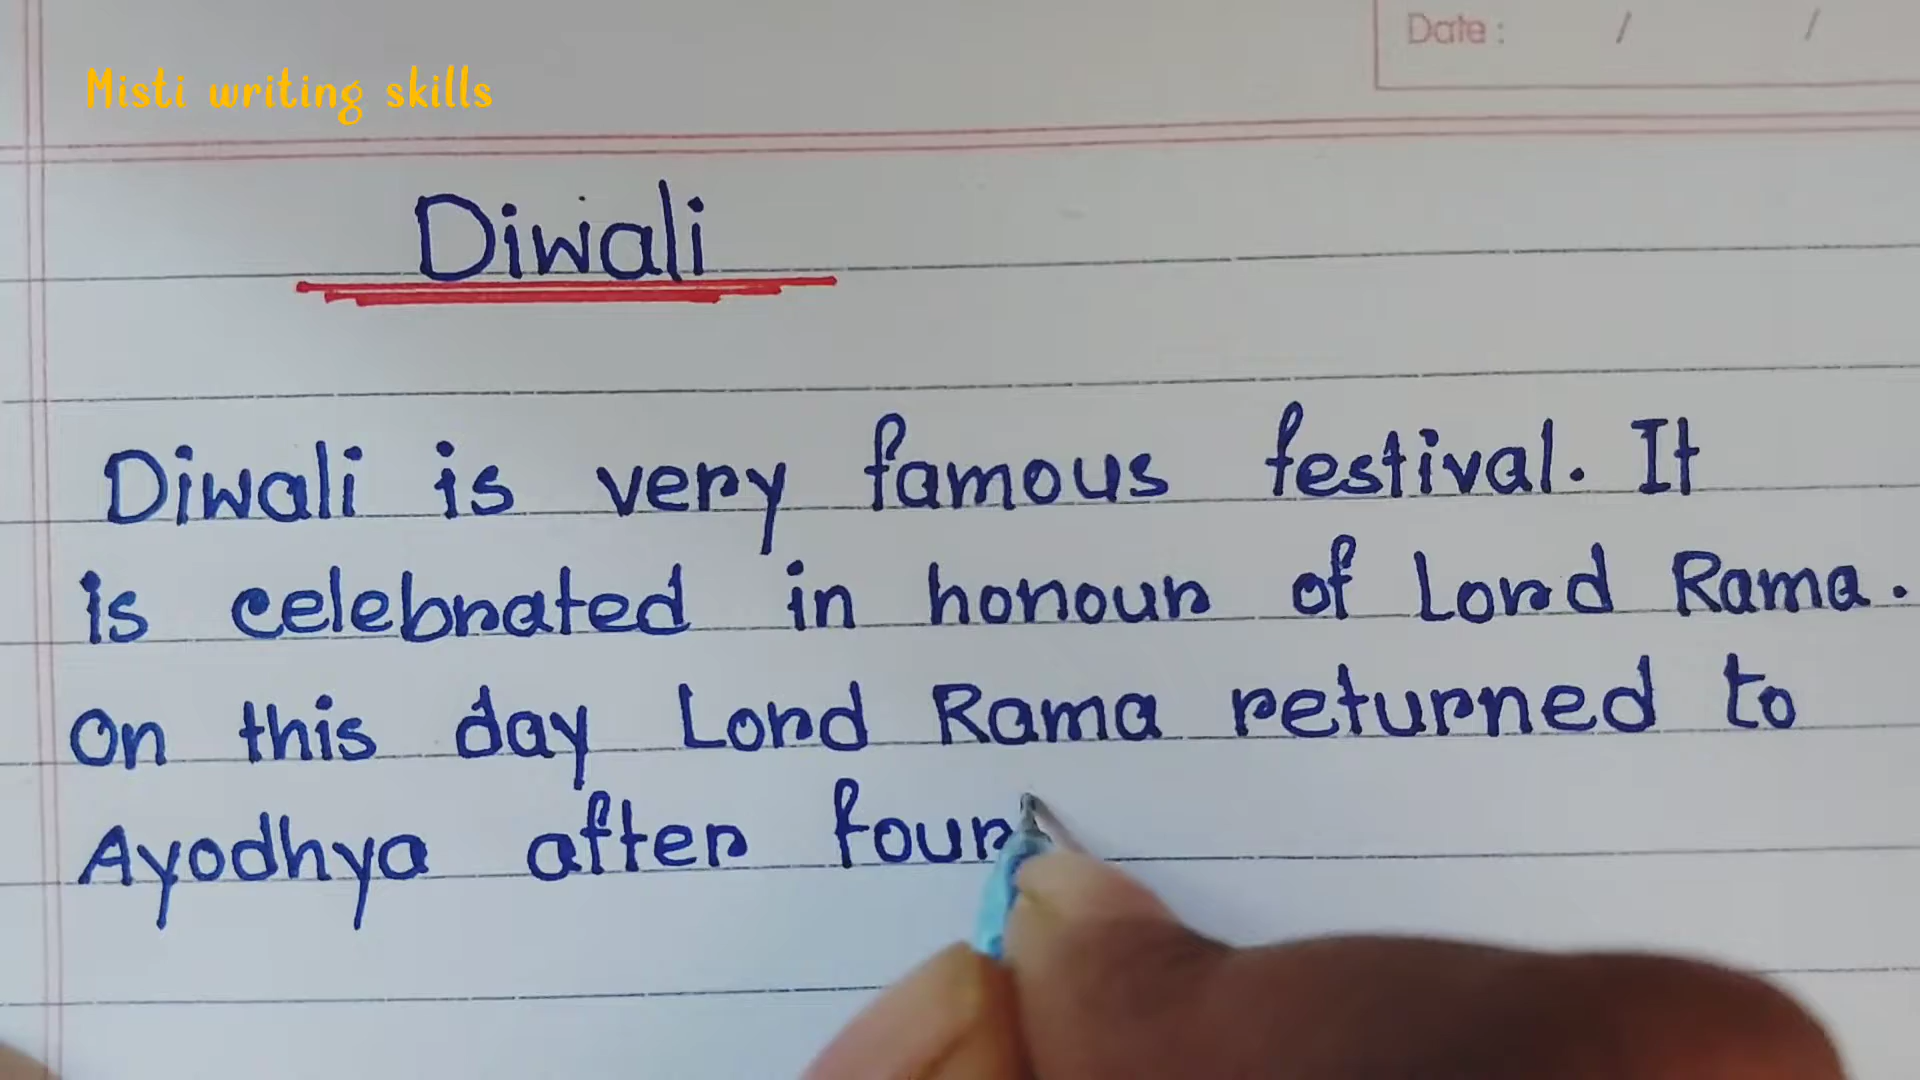 Date: / /
Misti writing skills
Diwali
Diwali is very famous festival. It
is celebrated in honour of Lord Rama.
On this day Lord Rama returned to
Ayodhya after four